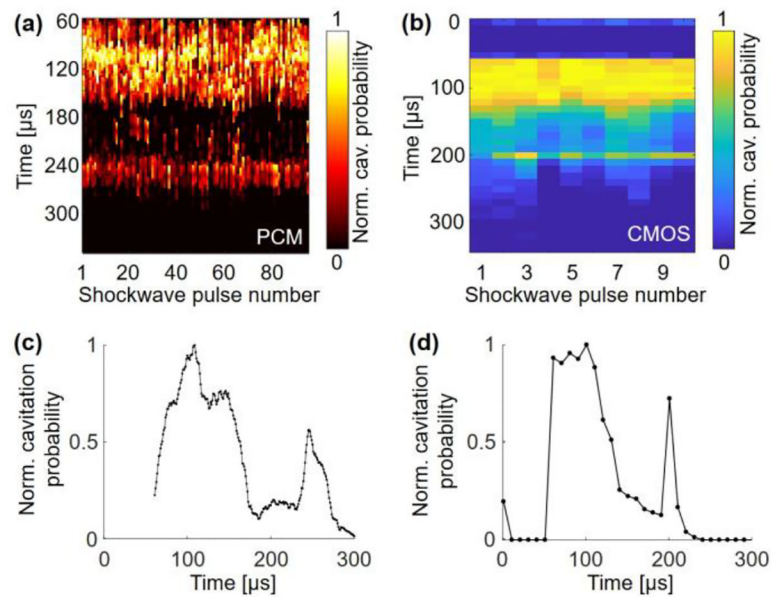 (a)
60
120
180
240
300
Time [µs]
1 20 40 60 80
Shockwave pulse number
PCM
1
0
Norm. cav. probability
(b)
0
100
200
300
Time [µs]
1 3 5 7 9
Shockwave pulse number
CMOS
1
0
Norm. cav. probability
(c)
1
0.5
0
Norm. cavitation
probability
0 100 200 300
Time [µs]
(d)
1
0.5
0
Norm. cavitation
probability
0 100 200 300
Time [µs]